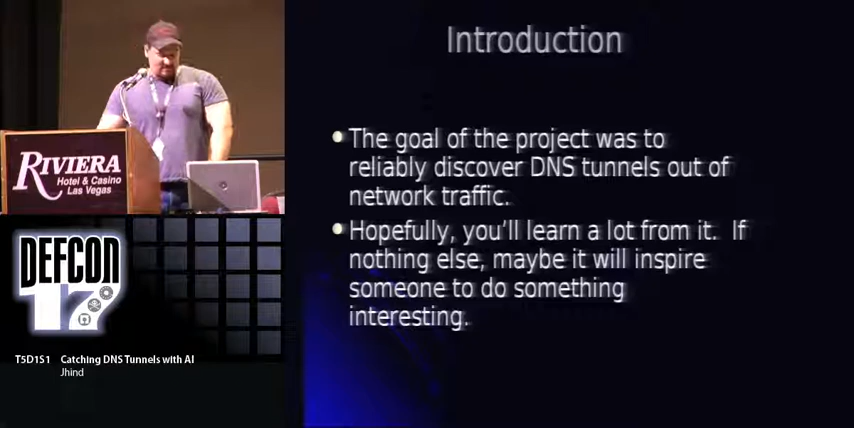 Introduction
The goal of the project was to
reliably discover DNS tunnels out of
network traffic.
Hopefully, you'll learn a lot from it. If
nothing else, maybe it will inspire
someone to do something
interesting.
RIVIERA
Hotel & Casino
Las Vegas
DEFCON
17
T5D1S1 Catching DNS Tunnels with AI
Jhind